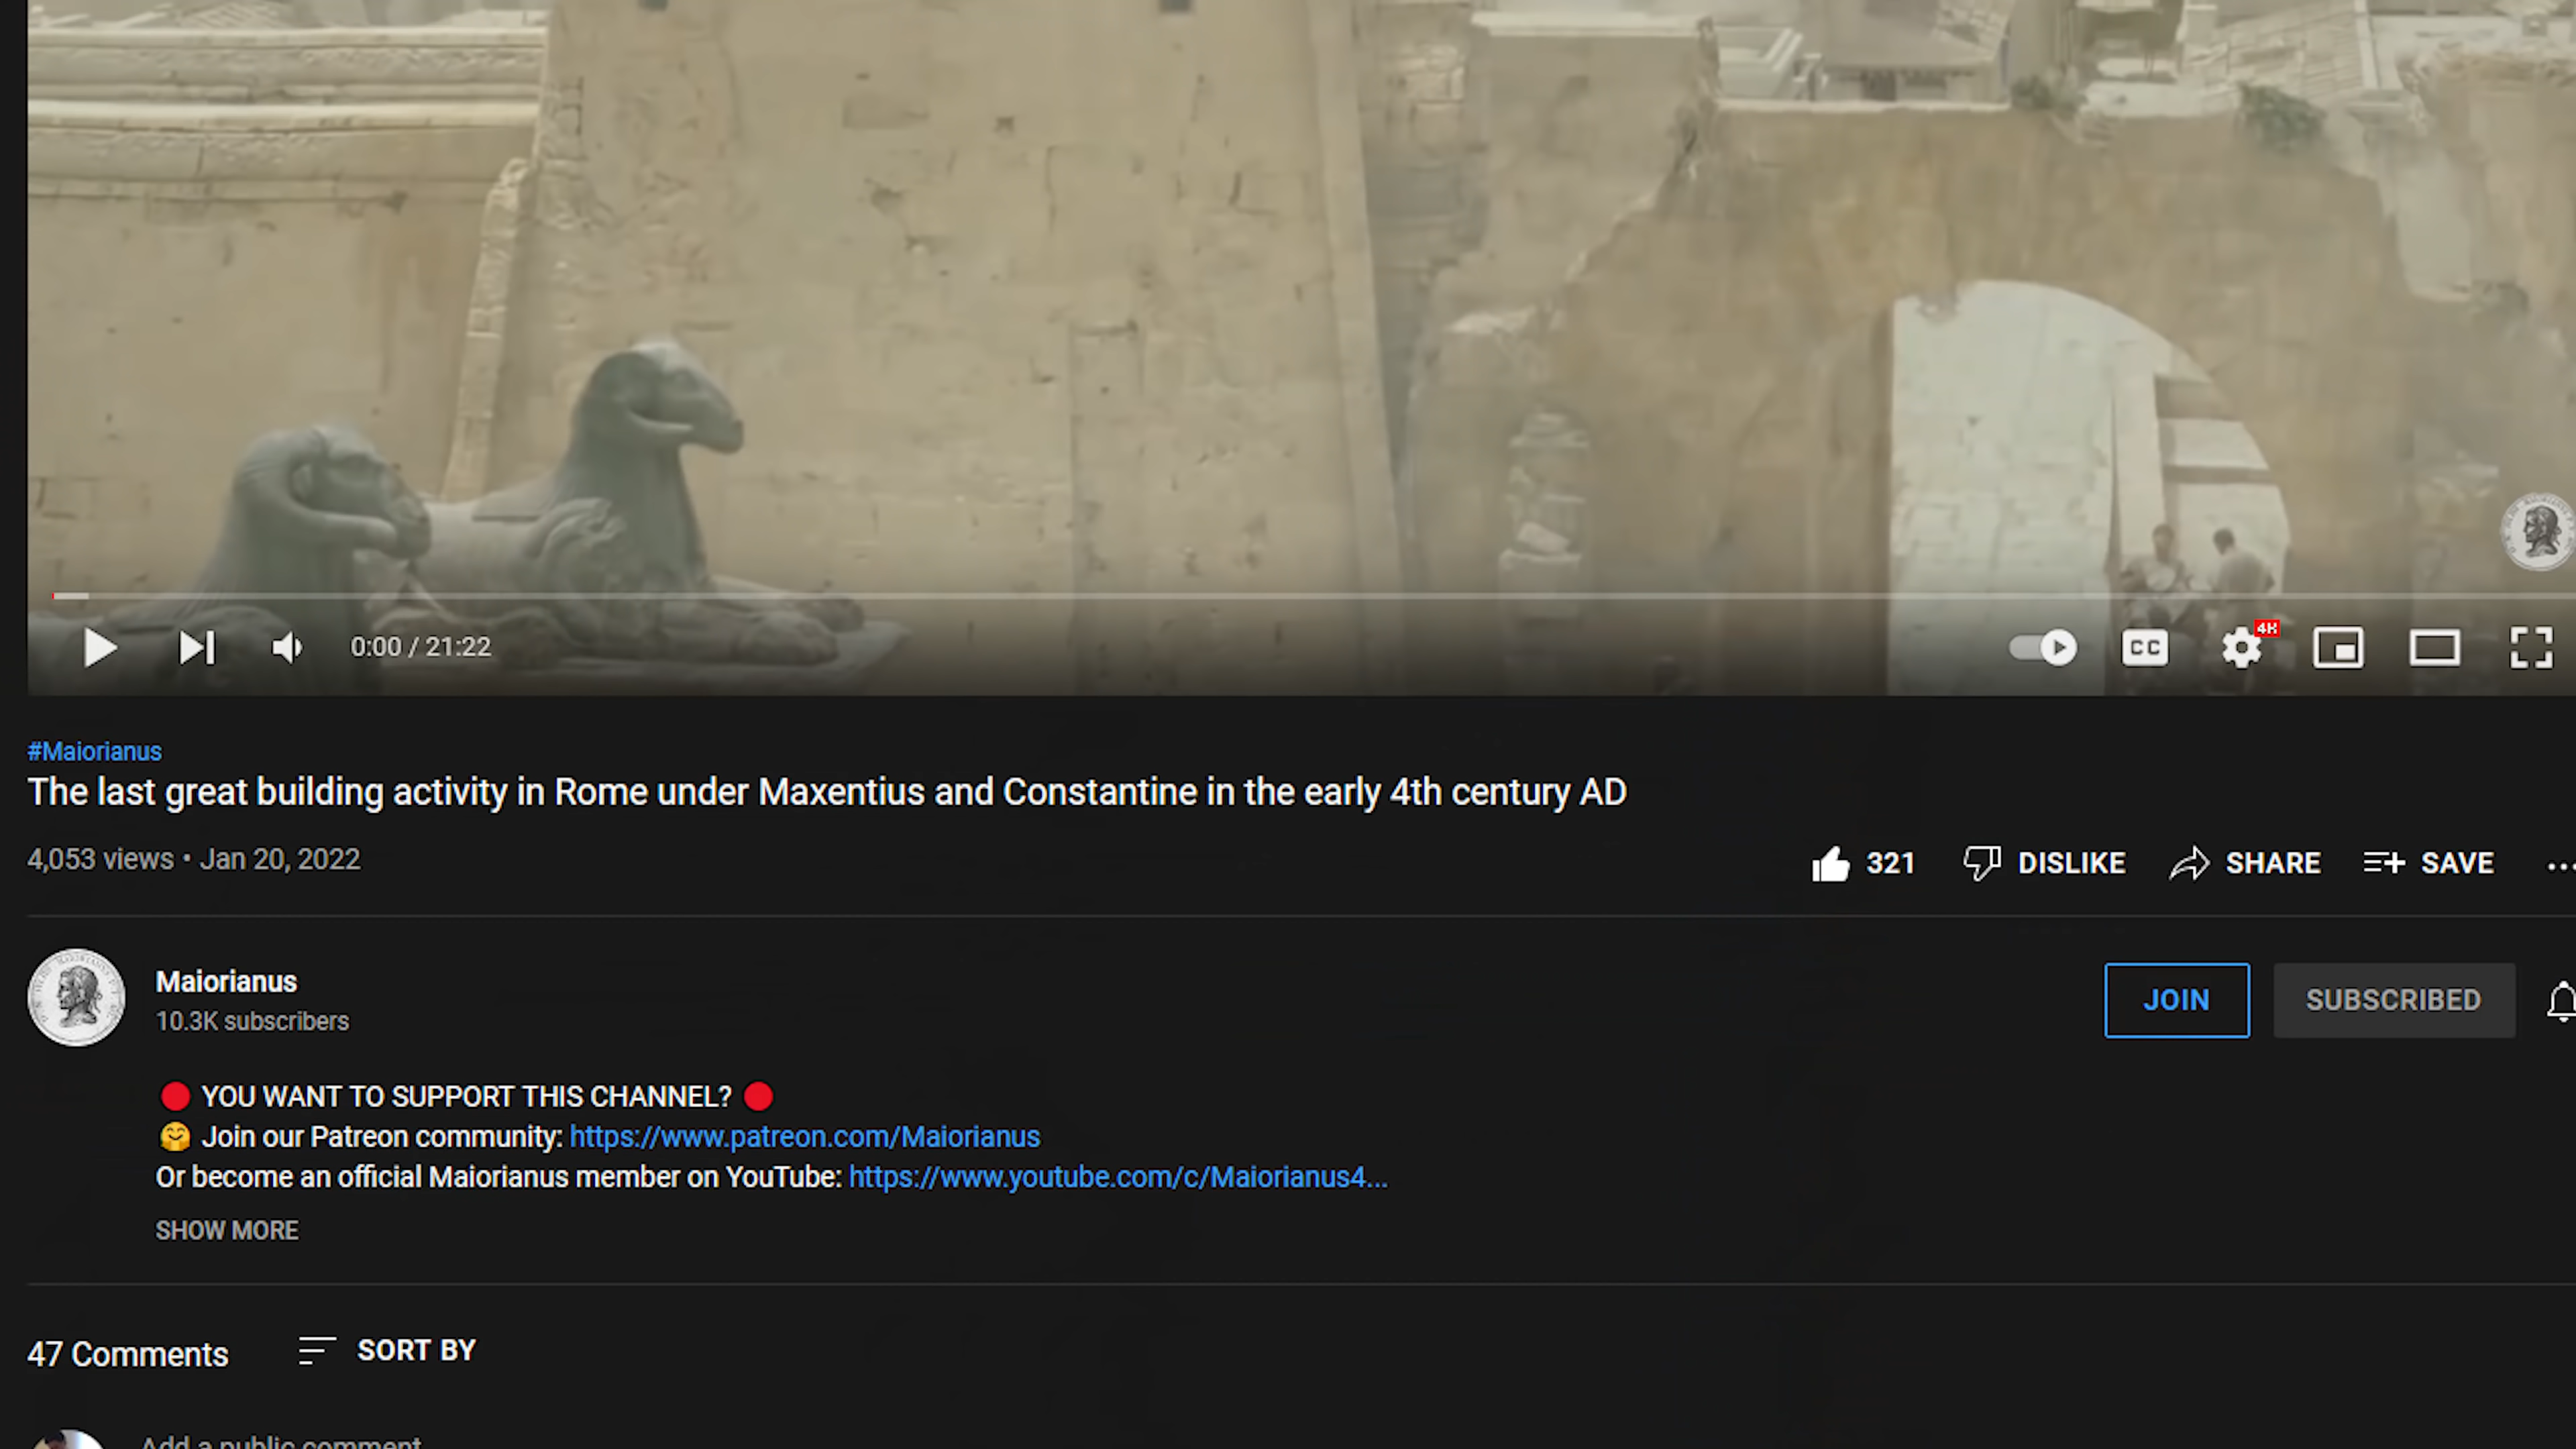 0:00 / 21:22
CC
4K
#Maiorianus
The last great building activity in Rome under Maxentius and Constantine in the early 4th century AD
4,053 views • Jan 20, 2022
321 DISLIKE SHARE SAVE ...
Maiorianus
10.3K subscribers
JOIN SUBSCRIBED
🔴 YOU WANT TO SUPPORT THIS CHANNEL? 🔴
🤗 Join our Patreon community: https://www.patreon.com/Maiorianus
Or become an official Maiorianus member on YouTube: https://www.youtube.com/c/Maiorianus4...
SHOW MORE
47 Comments SORT BY
Add a public comment